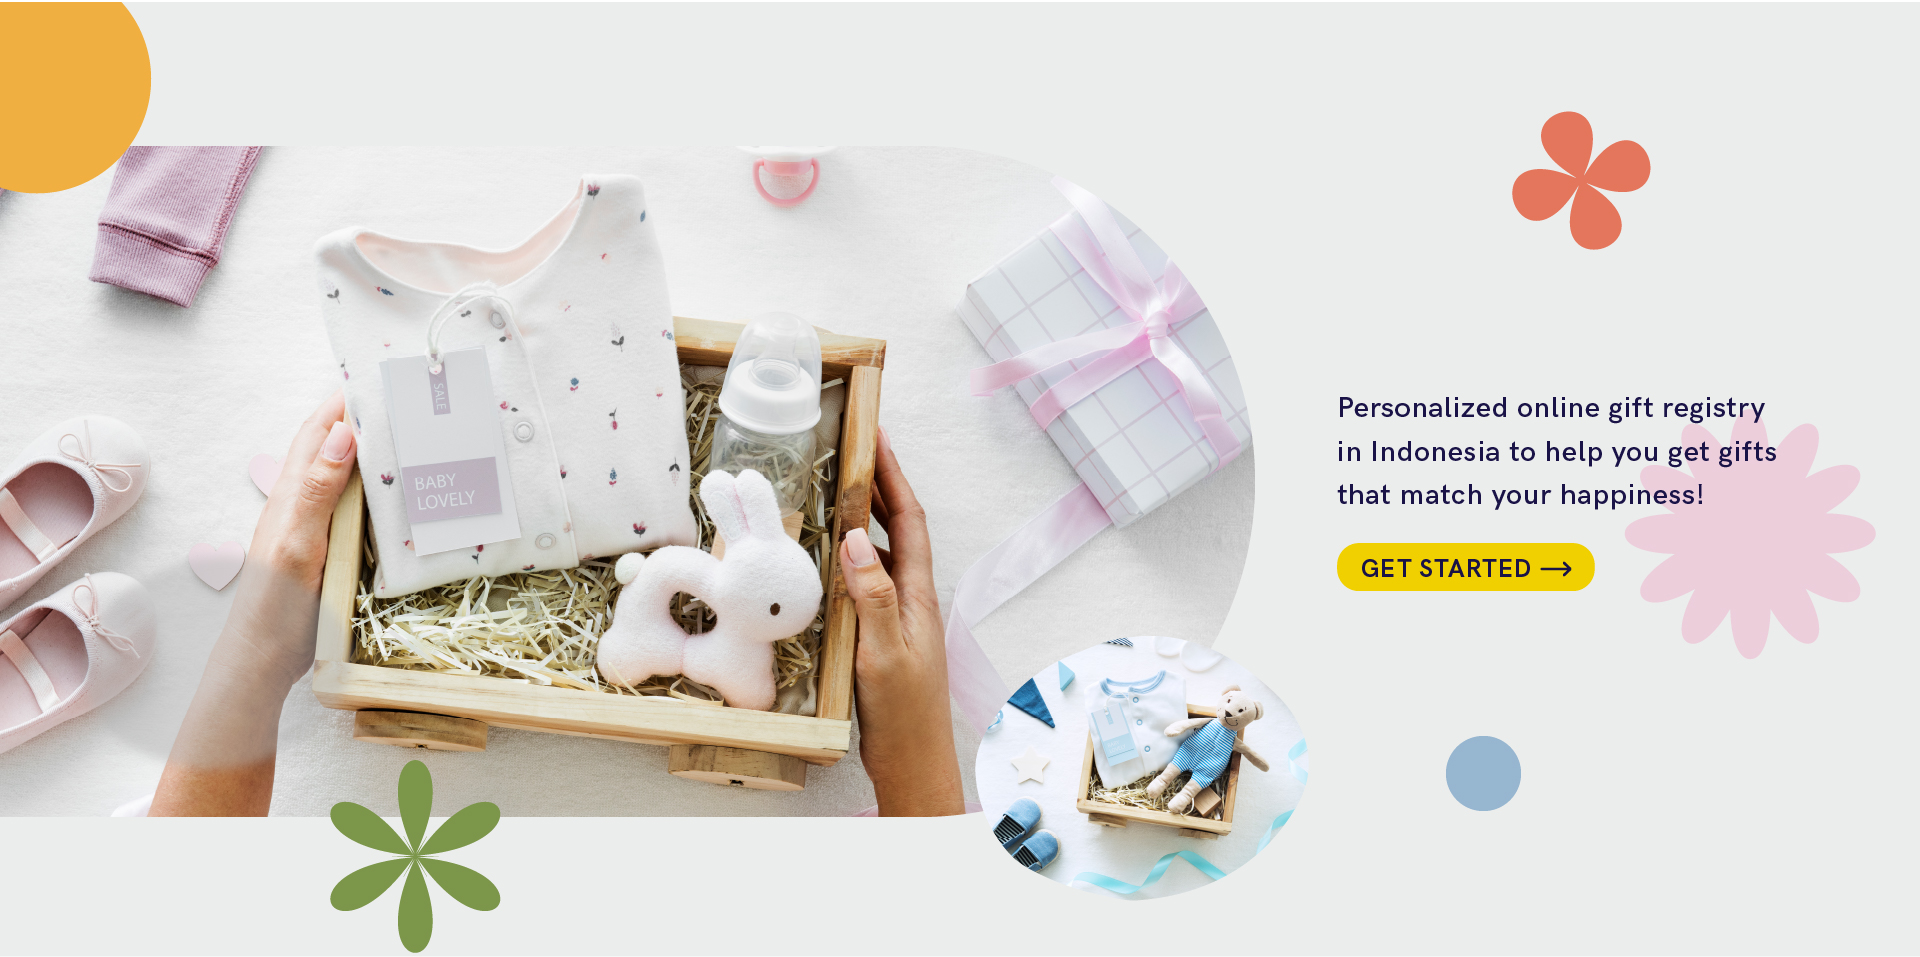 SALE
BABY
LOVELY
Personalized online gift registry
in Indonesia to help you get gifts
that match your happiness!
GET STARTED →